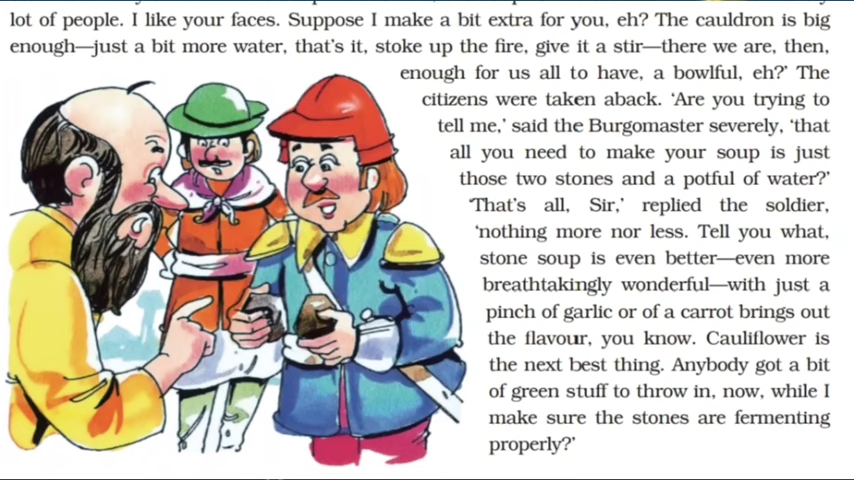 lot of people. I like your faces. Suppose I make a bit extra for you, eh? The cauldron is big
enough—just a bit more water, that's it, stoke up the fire, give it a stir—there we are, then,
enough for us all to have, a bowlful, eh?' The
citizens were taken aback. 'Are you trying to
tell me,' said the Burgomaster severely, 'that
all you need to make your soup is just
those two stones and a potful of water?'
'That's all, Sir,' replied the soldier,
'nothing more nor less. Tell you what,
stone soup is even better—even more
breathtakingly wonderful—with just a
pinch of garlic or of a carrot brings out
the flavour, you know. Cauliflower is
the next best thing. Anybody got a bit
of green stuff to throw in, now, while I
make sure the stones are fermenting
properly?'